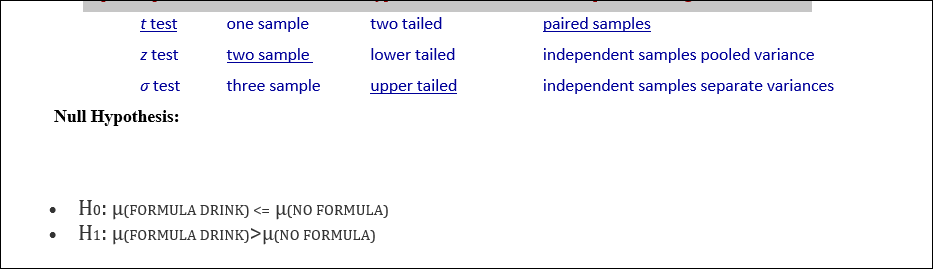 t test one sample two tailed paired samples
z test two sample lower tailed independent samples pooled variance
σ test three sample upper tailed independent samples separate variances
Null Hypothesis:
• H0: μ(FORMULA DRINK) <= μ(NO FORMULA)
• H1: μ(FORMULA DRINK)>μ(NO FORMULA)